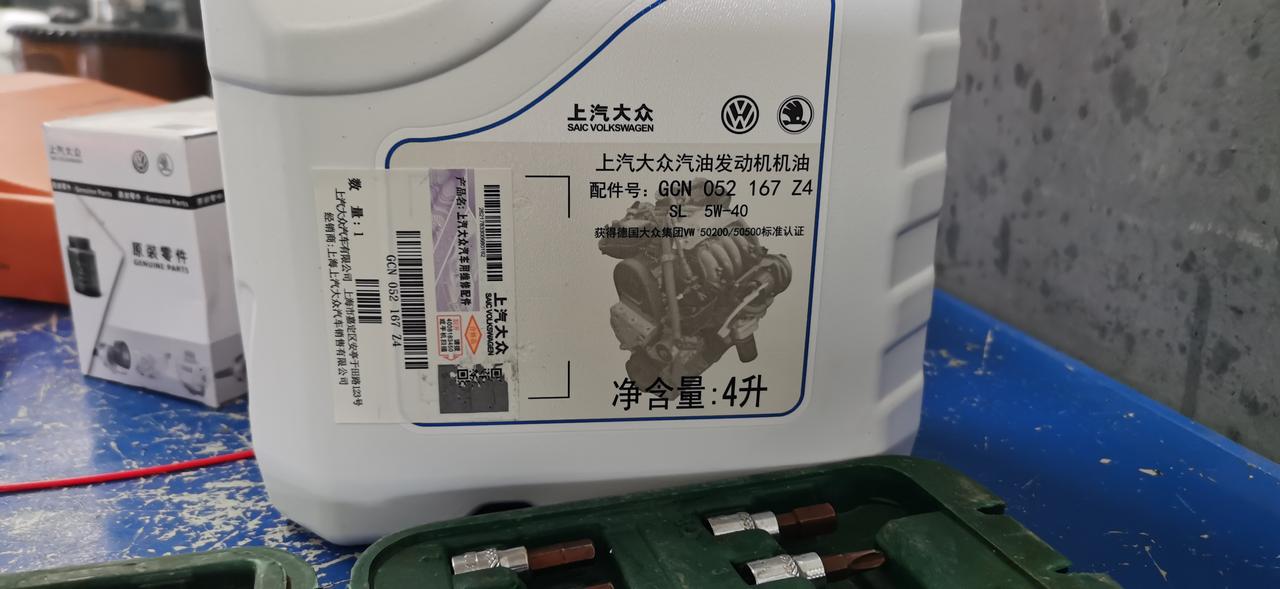 上汽大众
SAIC VOLKSWAGEN
上汽大众汽油发动机机油
配件号: GCN 052 167 Z4
SL 5W-40
获得德国大众集团VW 50200/50500标准认证
净含量:4升
数 量:1
上汽大众汽车有限公司 上海市嘉定区安亭于田路123号
经销商:上海上汽大众汽车销售有限公司
GCN 052 167 Z4
产品名: 上汽大众汽车用维修配件
上汽大众
SAIC VOLKSWAGEN
上汽大众
Genuine Parts
原装零件
GENUINE PARTS